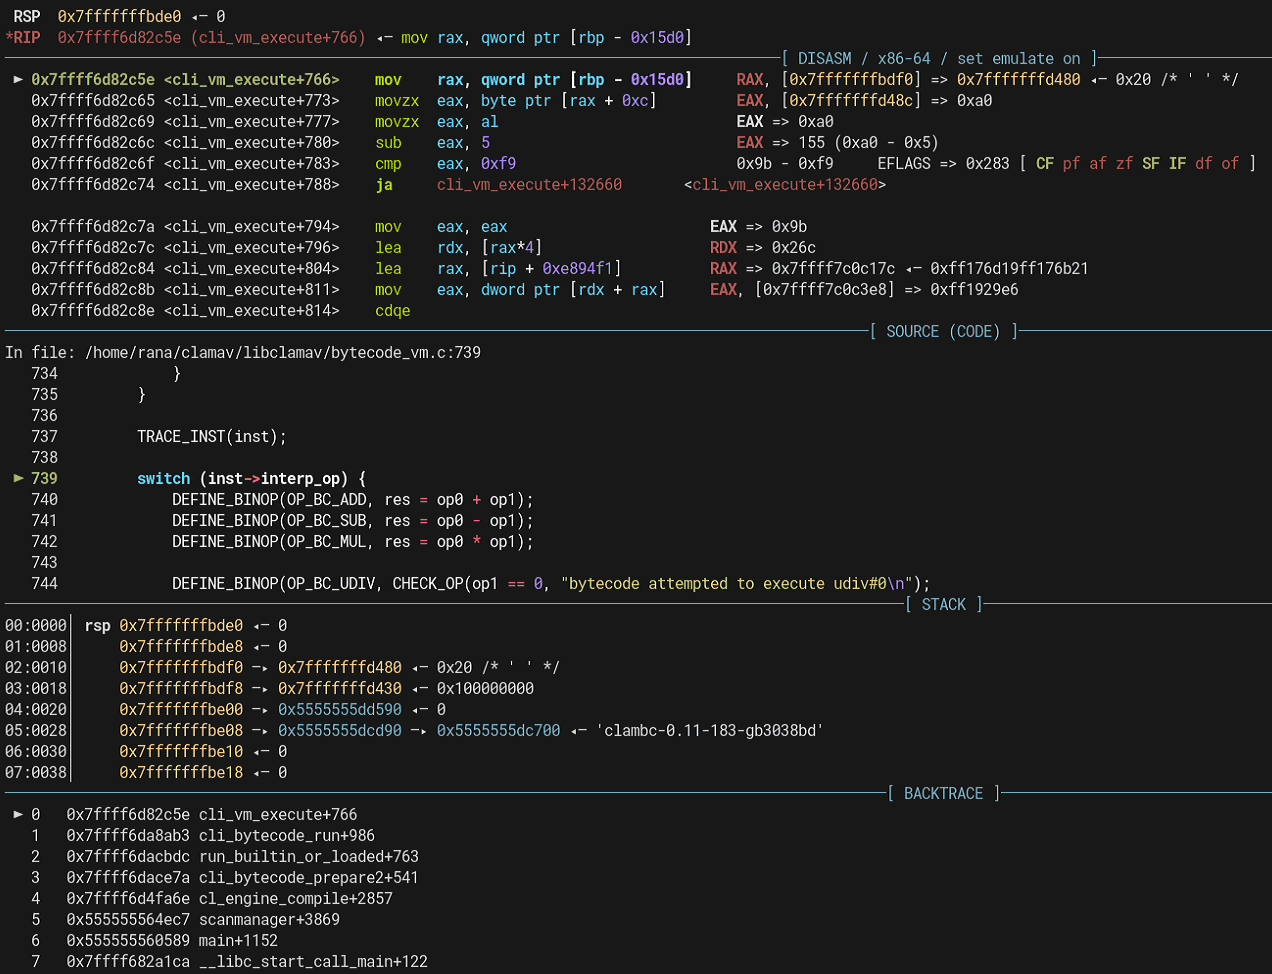 RSP  0x7fffffffbde0 ◂— 0
*RIP  0x7ffff6d82c5e (cli_vm_execute+766) ◂— mov rax, qword ptr [rbp - 0x15d0]
[ DISASM / x86-64 / set emulate on ]
► 0x7ffff6d82c5e <cli_vm_execute+766>    mov    rax, qword ptr [rbp - 0x15d0]     RAX, [0x7fffffffbdf0] => 0x7fffffffd480 ◂— 0x20 /* ' ' */
0x7ffff6d82c65 <cli_vm_execute+773>    movzx  eax, byte ptr [rax + 0xc]         EAX, [0x7fffffffd48c] => 0xa0
0x7ffff6d82c69 <cli_vm_execute+777>    movzx  eax, al                           EAX => 0xa0
0x7ffff6d82c6c <cli_vm_execute+780>    sub    eax, 5                            EAX => 155 (0xa0 - 0x5)
0x7ffff6d82c6f <cli_vm_execute+783>    cmp    eax, 0xf9                         0x9b - 0xf9     EFLAGS => 0x283 [ CF pf af zf SF IF df of ]
0x7ffff6d82c74 <cli_vm_execute+788>    ja     cli_vm_execute+132660       <cli_vm_execute+132660>
0x7ffff6d82c7a <cli_vm_execute+794>    mov    eax, eax                       EAX => 0x9b
0x7ffff6d82c7c <cli_vm_execute+796>    lea    rdx, [rax*4]                   RDX => 0x26c
0x7ffff6d82c84 <cli_vm_execute+804>    lea    rax, [rip + 0xe894f1]          RAX => 0x7ffff7c0c17c ◂— 0xff176d19ff176b21
0x7ffff6d82c8b <cli_vm_execute+811>    mov    eax, dword ptr [rdx + rax]     EAX, [0x7ffff7c0c3e8] => 0xff1929e6
0x7ffff6d82c8e <cli_vm_execute+814>    cdqe
[ SOURCE (CODE) ]
In file: /home/rana/clamav/libclamav/bytecode_vm.c:739
734             }
735         }
736
737         TRACE_INST(inst);
738
► 739         switch (inst->interp_op) {
740             DEFINE_BINOP(OP_BC_ADD, res = op0 + op1);
741             DEFINE_BINOP(OP_BC_SUB, res = op0 - op1);
742             DEFINE_BINOP(OP_BC_MUL, res = op0 * op1);
743
744             DEFINE_BINOP(OP_BC_UDIV, CHECK_OP(op1 == 0, "bytecode attempted to execute udiv#0\n");
[ STACK ]
00:0000│ rsp 0x7fffffffbde0 ◂— 0
01:0008│     0x7fffffffbde8 ◂— 0
02:0010│     0x7fffffffbdf0 —▸ 0x7fffffffd480 ◂— 0x20 /* ' ' */
03:0018│     0x7fffffffbdf8 —▸ 0x7fffffffd430 ◂— 0x100000000
04:0020│     0x7fffffffbe00 —▸ 0x5555555dd590 ◂— 0
05:0028│     0x7fffffffbe08 —▸ 0x5555555dcd90 —▸ 0x5555555dc700 ◂— 'clambc-0.11-183-gb3038bd'
06:0030│     0x7fffffffbe10 ◂— 0
07:0038│     0x7fffffffbe18 ◂— 0
[ BACKTRACE ]
► 0   0x7ffff6d82c5e cli_vm_execute+766
1   0x7ffff6da8ab3 cli_bytecode_run+986
2   0x7ffff6dacbdc run_builtin_or_loaded+763
3   0x7ffff6dace7a cli_bytecode_prepare2+541
4   0x7ffff6d4fa6e cl_engine_compile+2857
5   0x555555564ec7 scanmanager+3869
6   0x555555560589 main+1152
7   0x7ffff682a1ca __libc_start_call_main+122